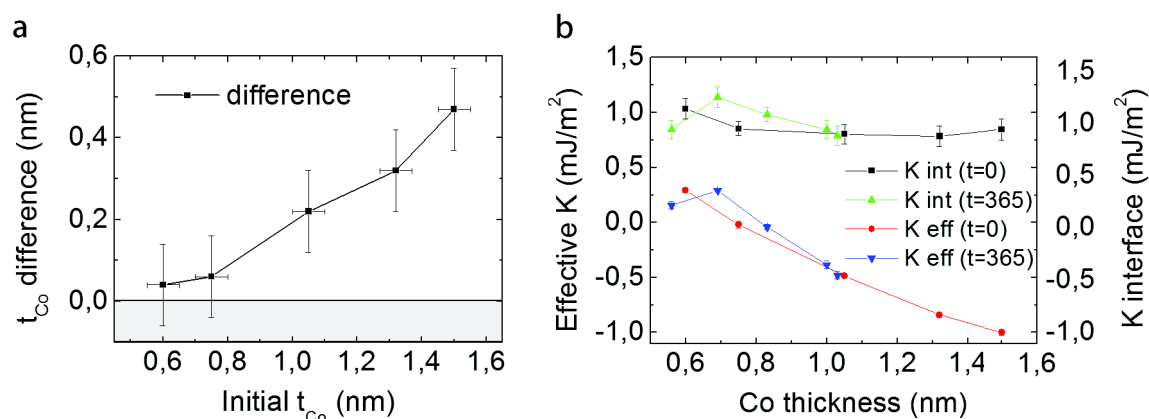 a
0,6
0,4
0,2
0,0
t_Co difference (nm)
difference
0,6 0,8 1,0 1,2 1,4 1,6
Initial t_Co (nm)
b
1,5
1,0
0,5
0,0
-0,5
-1,0
Effective K (mJ/m²)
K int (t=0)
K int (t=365)
K eff (t=0)
K eff (t=365)
1,5
1,0
0,5
0,0
-0,5
-1,0
K interface (mJ/m²)
0,6 0,8 1,0 1,2 1,4 1,6
Co thickness (nm)